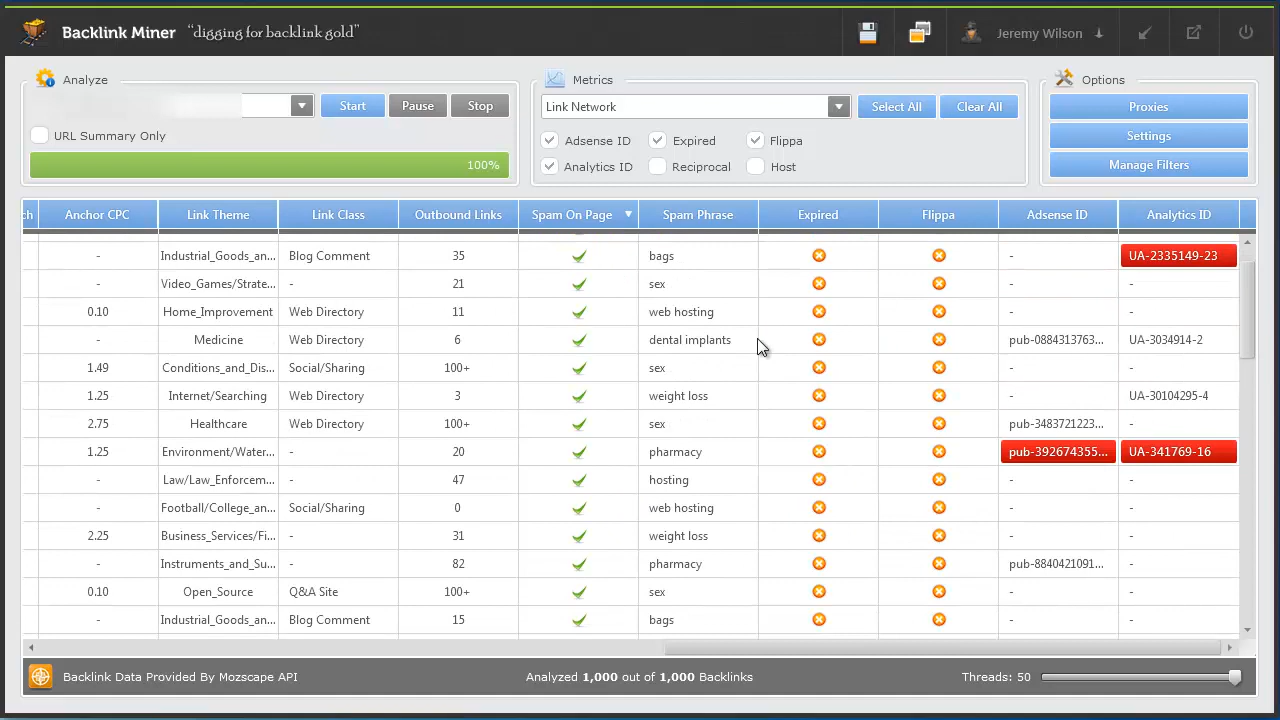 Backlink Miner “digging for backlink gold” Jeremy Wilson
Analyze
Start Pause Stop
URL Summary Only
100%
Metrics
Link Network Select All Clear All
Adsense ID Expired Flippa
Analytics ID Reciprocal Host
Options
Proxies
Settings
Manage Filters
ch Anchor CPC Link Theme Link Class Outbound Links Spam On Page Spam Phrase Expired Flippa Adsense ID Analytics ID
- Industrial_Goods_an... Blog Comment 35 bags - UA-2335149-23
- Video_Games/Strate... - 21 sex - -
0.10 Home_Improvment Web Directory 11 web hosting - -
- Medicine Web Directory 6 dental implants pub-0884313763... UA-3034914-2
1.49 Conditions_and_Dis... Social/Sharing 100+ sex - -
1.25 Internet/Searching Web Directory 3 weight loss - UA-30104295-4
2.75 Healthcare Web Directory 100+ sex pub-3483721223... -
1.25 Environment/Water... - 20 pharmacy pub-392674355... UA-341769-16
- Law/Law_Enforcem... - 47 hosting - -
- Football/College_an... Social/Sharing 0 web hosting - -
2.25 Business_Services/Fi... - 31 weight loss - -
- Instruments_and_Su... - 82 pharmacy pub-8840421091... -
0.10 Open_Source Q&A Site 100+ sex - -
- Industrial_Goods_an... Blog Comment 15 bags - -
Backlink Data Provided By Mozscape API Analyzed 1,000 out of 1,000 Backlinks Threads: 50